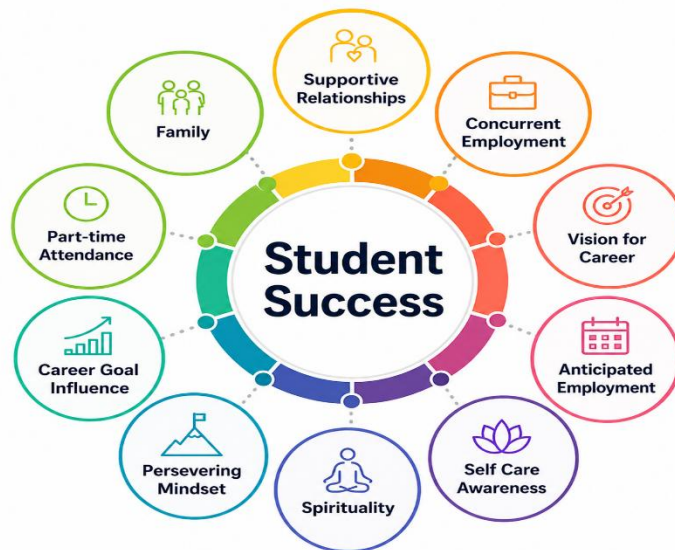 Supportive
Relationships
Concurrent
Employment
Vision for
Career
Anticipated
Employment
Self Care
Awareness
Spirituality
Persevering
Mindset
Career Goal
Influence
Part-time
Attendance
Family
Student
Success